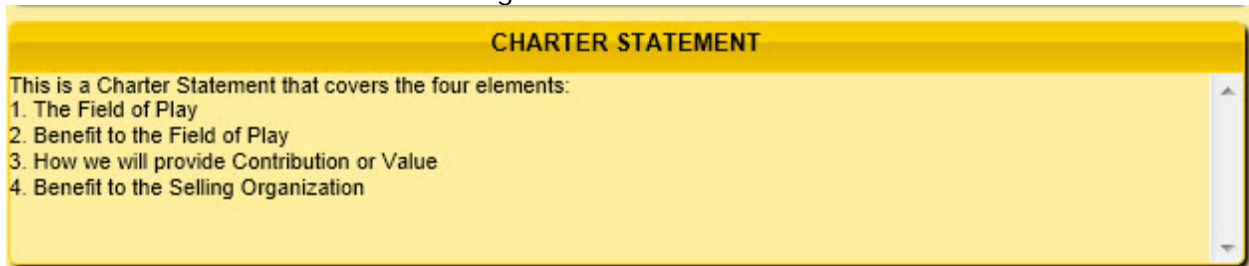 CHARTER STATEMENT
This is a Charter Statement that covers the four elements:
1. The Field of Play
2. Benefit to the Field of Play
3. How we will provide Contribution or Value
4. Benefit to the Selling Organization